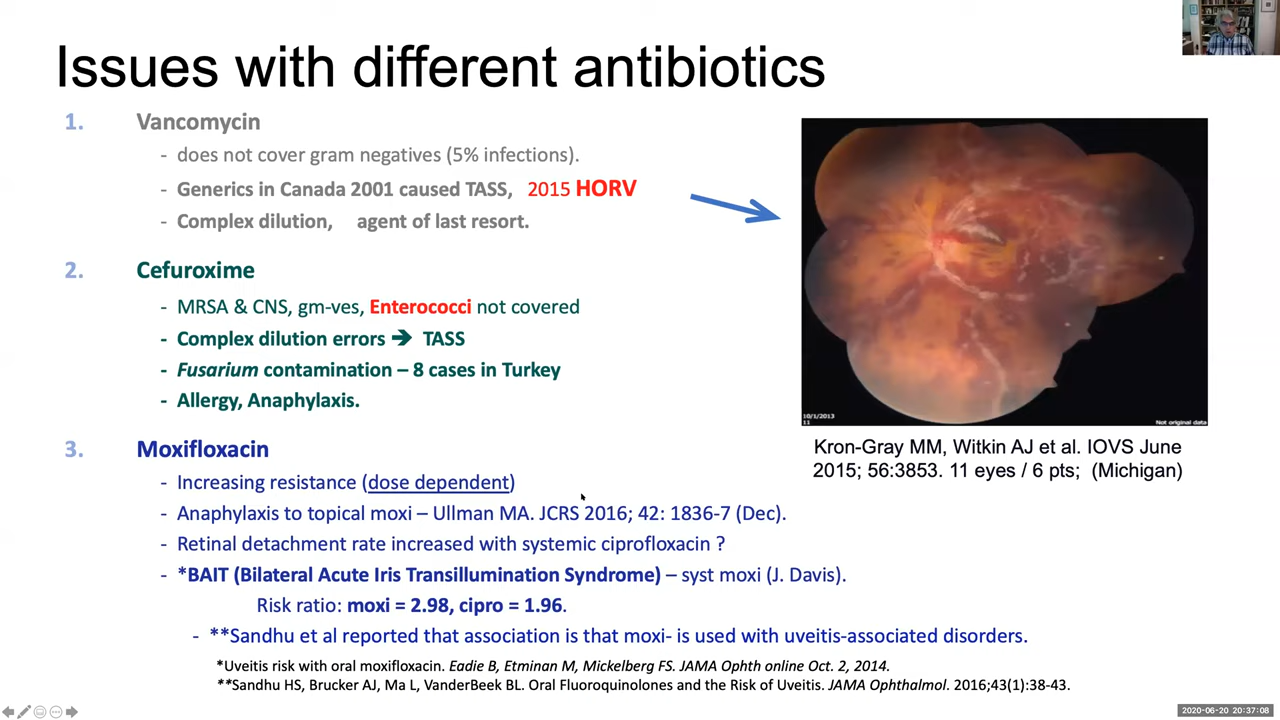 Issues with different antibiotics
1. Vancomycin
- does not cover gram negatives (5% infections).
- Generics in Canada 2001 caused TASS, 2015 HORV
- Complex dilution, agent of last resort.
2. Cefuroxime
- MRSA & CNS, gm-ves, Enterococci not covered
- Complex dilution errors ➔ TASS
- Fusarium contamination – 8 cases in Turkey
- Allergy, Anaphylaxis.
3. Moxifloxacin
- Increasing resistance (dose dependent)
- Anaphylaxis to topical moxi – Ullman MA. JCRS 2016; 42: 1836-7 (Dec).
- Retinal detachment rate increased with systemic ciprofloxacin ?
- *BAIT (Bilateral Acute Iris Transillumination Syndrome) – syst moxi (J. Davis).
Risk ratio: moxi = 2.98, cipro = 1.96.
- **Sandhu et al reported that association is that moxi- is used with uveitis-associated disorders.
*Uveitis risk with oral moxifloxacin. Eadie B, Etminan M, Mickelberg FS. JAMA Ophth online Oct. 2, 2014.
**Sandhu HS, Brucker AJ, Ma L, VanderBeek BL. Oral Fluoroquinolones and the Risk of Uveitis. JAMA Ophthalmol. 2016;43(1):38-43.
10/1/2013
11
Not original data
Kron-Gray MM, Witkin AJ et al. IOVS June
2015; 56:3853. 11 eyes / 6 pts; (Michigan)
2020-06-20 20:37:08